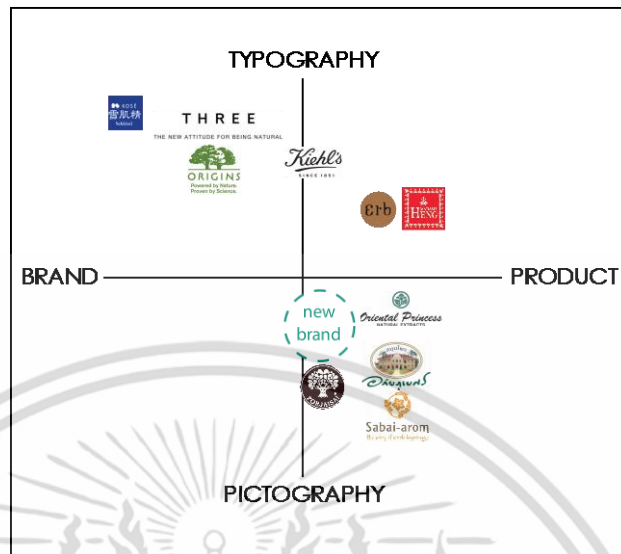 TYPOGRAPHY
KOSÉ
雪肌精
THREE
THE NEW ATTITUDE FOR BEING NATURAL
ORIGINS
Powered by Nature.
Proven by Science.
Kiehl's
SINCE 1851
erb
HENG
BRAND
PRODUCT
new
brand
Oriental Princess
NATURAL EXTRACTS
Sabai-arom
PICTOGRAPHY